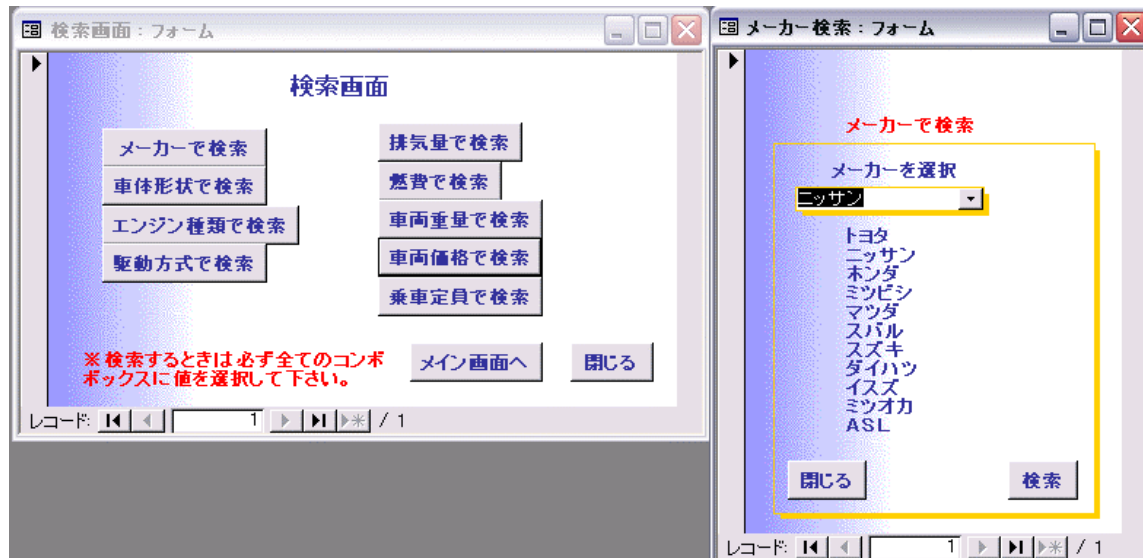 検索画面 : フォーム
検索画面
メーカーで検索
車体形状で検索
エンジン種類で検索
駆動方式で検索
排気量で検索
燃費で検索
車両重量で検索
車両価格で検索
乗車定員で検索
※検索するときは必ず全てのコンボ
ボックスに値を選択して下さい。
メイン画面へ
閉じる
レコード: 1 / 1
メーカー検索 : フォーム
メーカーで検索
メーカーを選択
ニッサン
トヨタ
ニッサン
ホンダ
ミツビシ
マツダ
スバル
スズキ
ダイハツ
イスズ
ミツオカ
ASL
閉じる
検索
レコード: 1 / 1